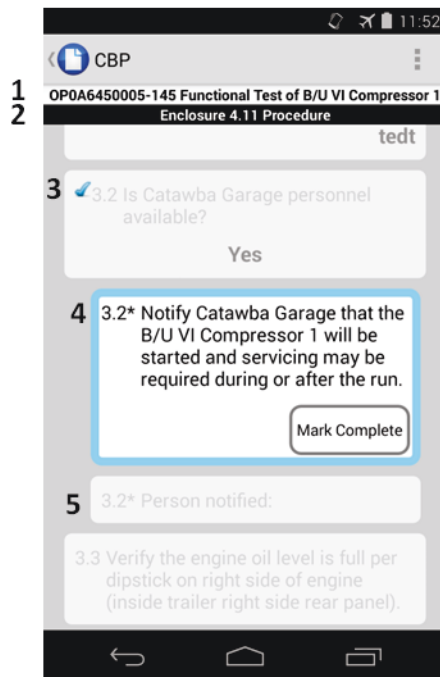 11:52
CBP
1 OP0A6450005-145 Functional Test of B/U VI Compressor 1
2 Enclosure 4.11 Procedure
tedt
3 3.2 Is Catawba Garage personnel
available?
Yes
4 3.2* Notify Catawba Garage that the
B/U VI Compressor 1 will be
started and servicing may be
required during or after the run.
Mark Complete
5 3.2* Person notified:
3.3 Verify the engine oil level is full per
dipstick on right side of engine
(inside trailer right side rear panel).